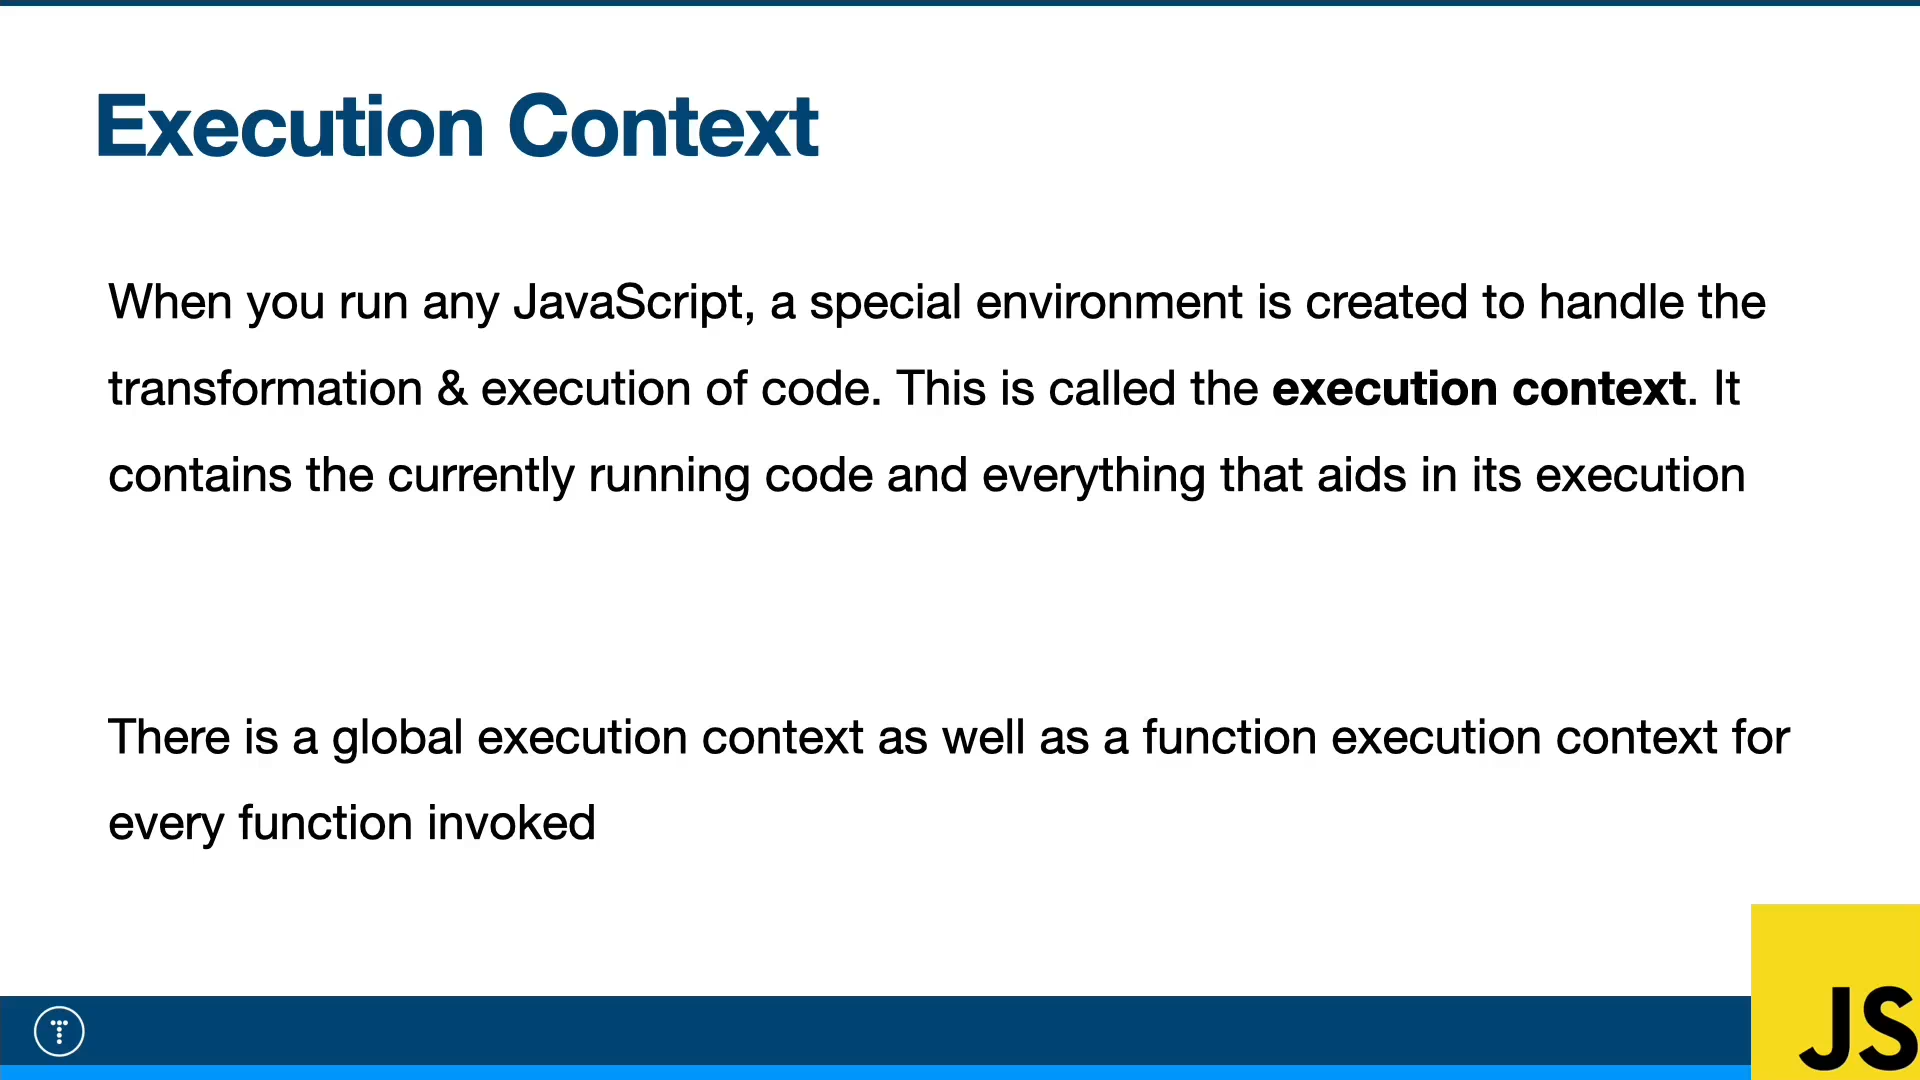 Execution Context
When you run any JavaScript, a special environment is created to handle the
transformation & execution of code. This is called the execution context. It
contains the currently running code and everything that aids in its execution
There is a global execution context as well as a function execution context for
every function invoked
T
JS